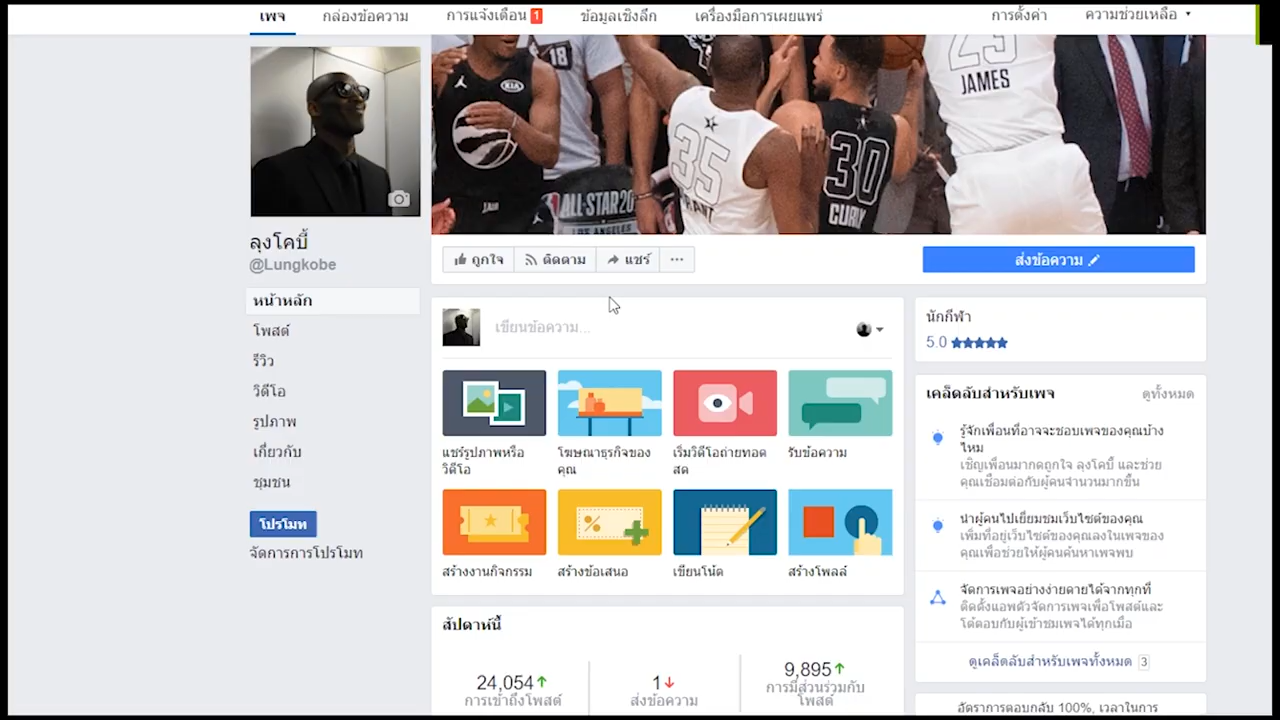 เพจ
กล่องข้อความ
การแจ้งเตือน 1
ข้อมูลเชิงลึก
เครื่องมือการเผยแพร่
การตั้งค่า
ความช่วยเหลือ
18
KIA
35
30
CURRY
23
JAMES
ALL-STAR 20
LOS ANGELES
ลุงโคบี้
@Lungkobe
หน้าหลัก
โพสต์
รีวิว
วิดีโอ
รูปภาพ
เกี่ยวกับ
ชุมชน
โปรโมท
จัดการการโปรโมท
ถูกใจ
ติดตาม
แชร์
ส่งข้อความ
เขียนข้อความ...
แชร์รูปภาพหรือ
วิดีโอ
โฆษณาธุรกิจของ
คุณ
เริ่มวิดีโอถ่ายทอด
สด
รับข้อความ
สร้างงานกิจกรรม
สร้างข้อเสนอ
เขียนโน้ต
สร้างโพลล์
สัปดาห์นี้
24,054
การเข้าถึงโพสต์
1
ส่งข้อความ
9,895
การมีส่วนร่วมกับ
โพสต์
นักกีฬา
5.0
เคล็ดลับสำหรับเพจ
ดูทั้งหมด
รู้จักเพื่อนที่อาจจะชอบเพจของคุณบ้าง
ไหม
เชิญเพื่อนมากดถูกใจ ลุงโคบี้ และช่วย
คุณเชื่อมต่อกับผู้คนจำนวนมากขึ้น
นำผู้คนไปเยี่ยมชมเว็บไซต์ของคุณ
เพิ่มที่อยู่เว็บไซต์ของคุณลงในเพจของ
คุณเพื่อช่วยให้ผู้คนค้นหาเพจพบ
จัดการเพจอย่างง่ายดายได้จากทุกที่
ติดตั้งแอพตัวจัดการเพจเพื่อโพสต์และ
โต้ตอบกับผู้เข้าชมเพจได้ทุกเมื่อ
ดูเคล็ดลับสำหรับเพจทั้งหมด 3
อัตราการตอบกลับ 100%, เวลาในการ